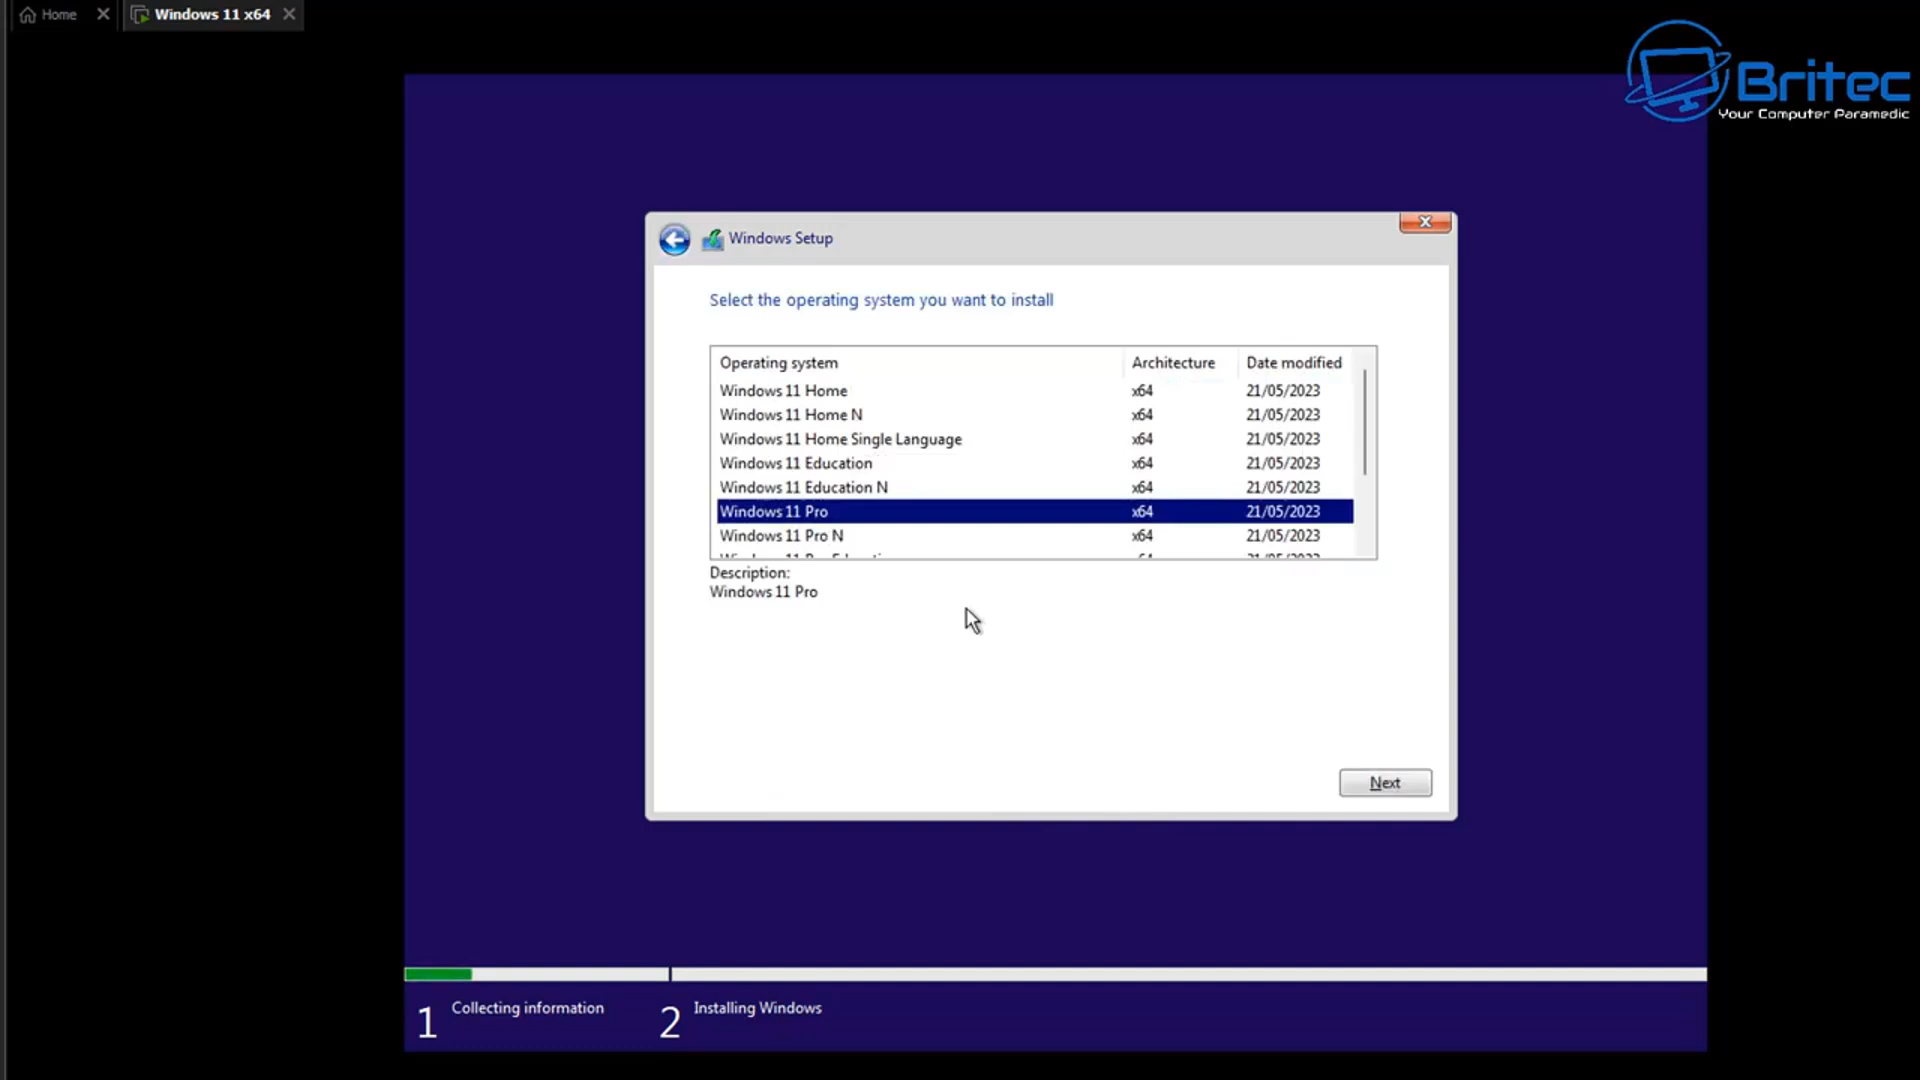 Home
Windows 11 x64
Britec
Your Computer Paramedic
Windows Setup
Select the operating system you want to install
Operating system Architecture Date modified
Windows 11 Home x64 21/05/2023
Windows 11 Home N x64 21/05/2023
Windows 11 Home Single Language x64 21/05/2023
Windows 11 Education x64 21/05/2023
Windows 11 Education N x64 21/05/2023
Windows 11 Pro x64 21/05/2023
Windows 11 Pro N x64 21/05/2023
Description:
Windows 11 Pro
Next
1 Collecting information
2 Installing Windows